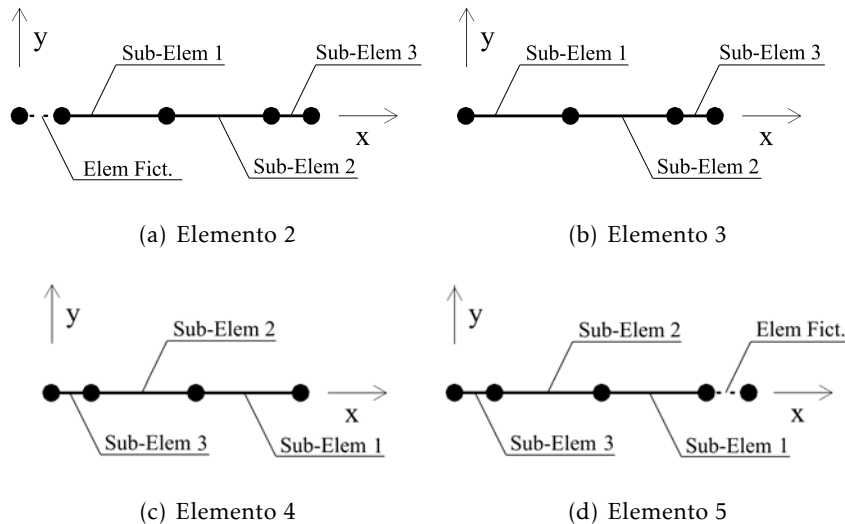 y
Sub-Elem 1
Sub-Elem 3
x
Elem Fict.
Sub-Elem 2
(a) Elemento 2
y
Sub-Elem 1
Sub-Elem 3
x
Sub-Elem 2
(b) Elemento 3
y
Sub-Elem 2
x
Sub-Elem 3
Sub-Elem 1
(c) Elemento 4
y
Sub-Elem 2
Elem Fict.
x
Sub-Elem 3
Sub-Elem 1
(d) Elemento 5